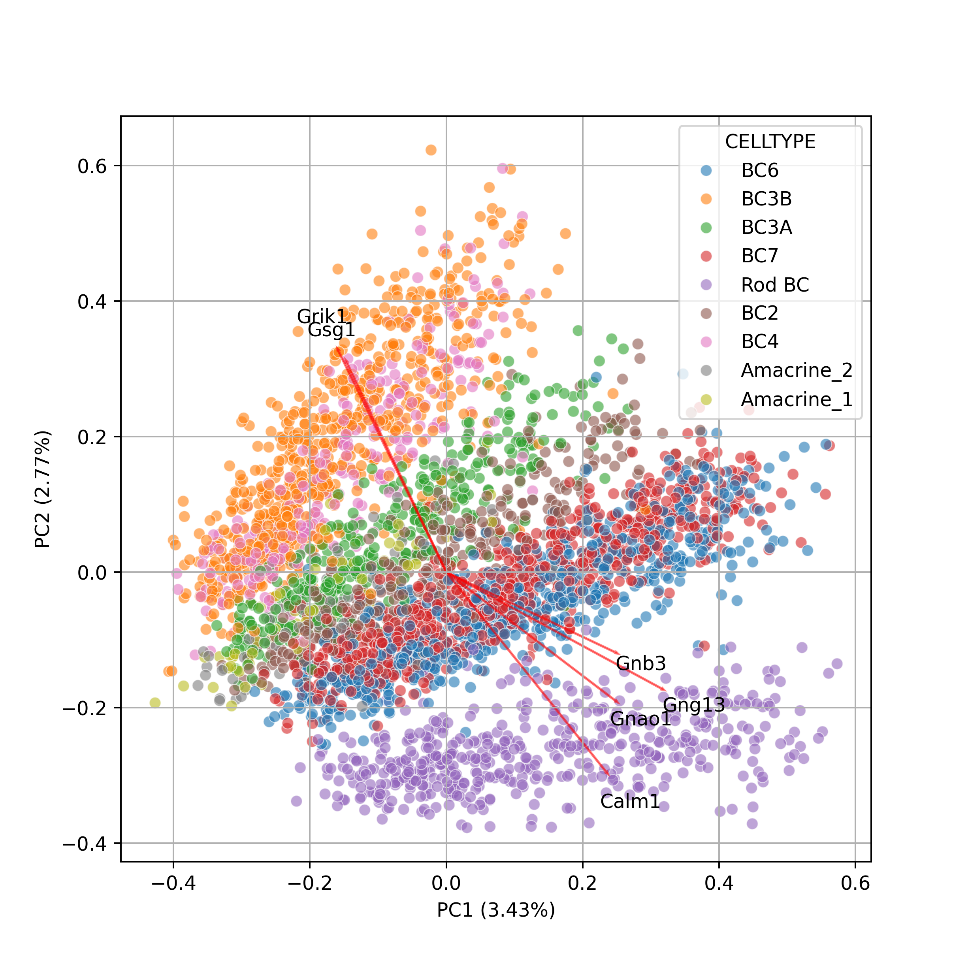 CELLTYPE
BC6
BC3B
BC3A
BC7
Rod BC
BC2
BC4
Amacrine_2
Amacrine_1
0.6
0.4
0.2
0.0
−0.2
−0.4
PC2 (2.77%)
Grik1
Gsg1
Gnb3
Gng13
Gnao1
Calm1
−0.4
−0.2
0.0
0.2
0.4
0.6
PC1 (3.43%)